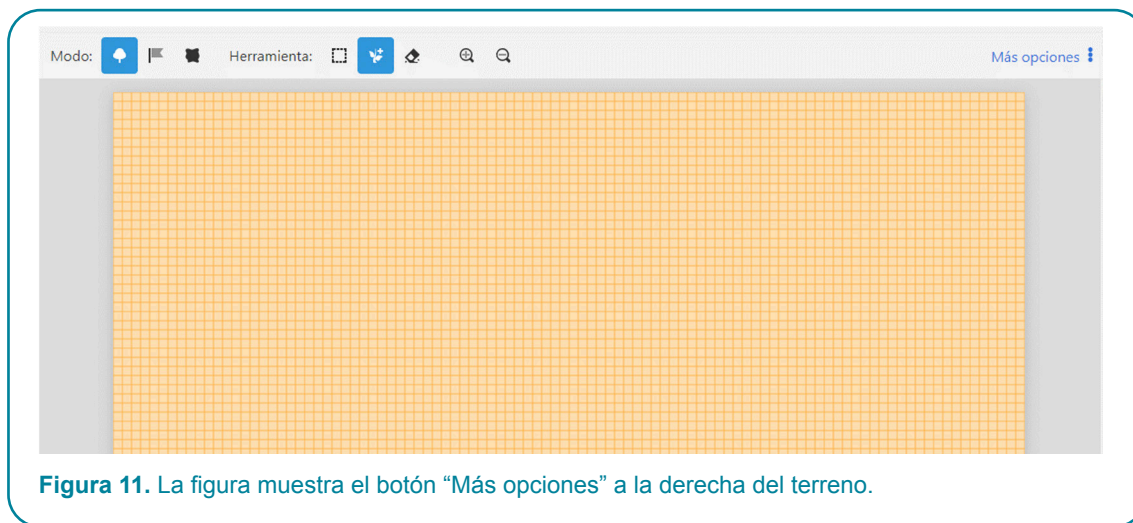 Modo: Herramienta: Más opciones
Figura 11. La figura muestra el botón “Más opciones” a la derecha del terreno.